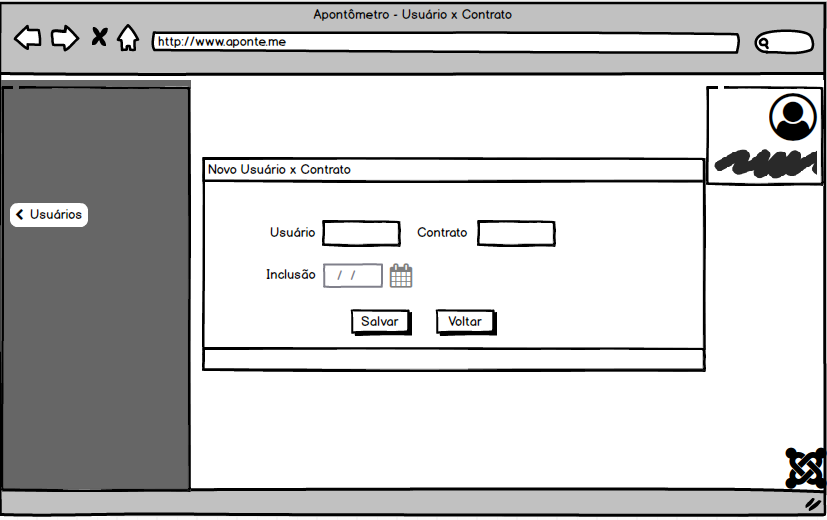 Apontômetro - Usuário x Contrato
http://www.aponte.me
Novo Usuário x Contrato
Usuários
Usuário Contrato
Inclusão / /
Salvar Voltar